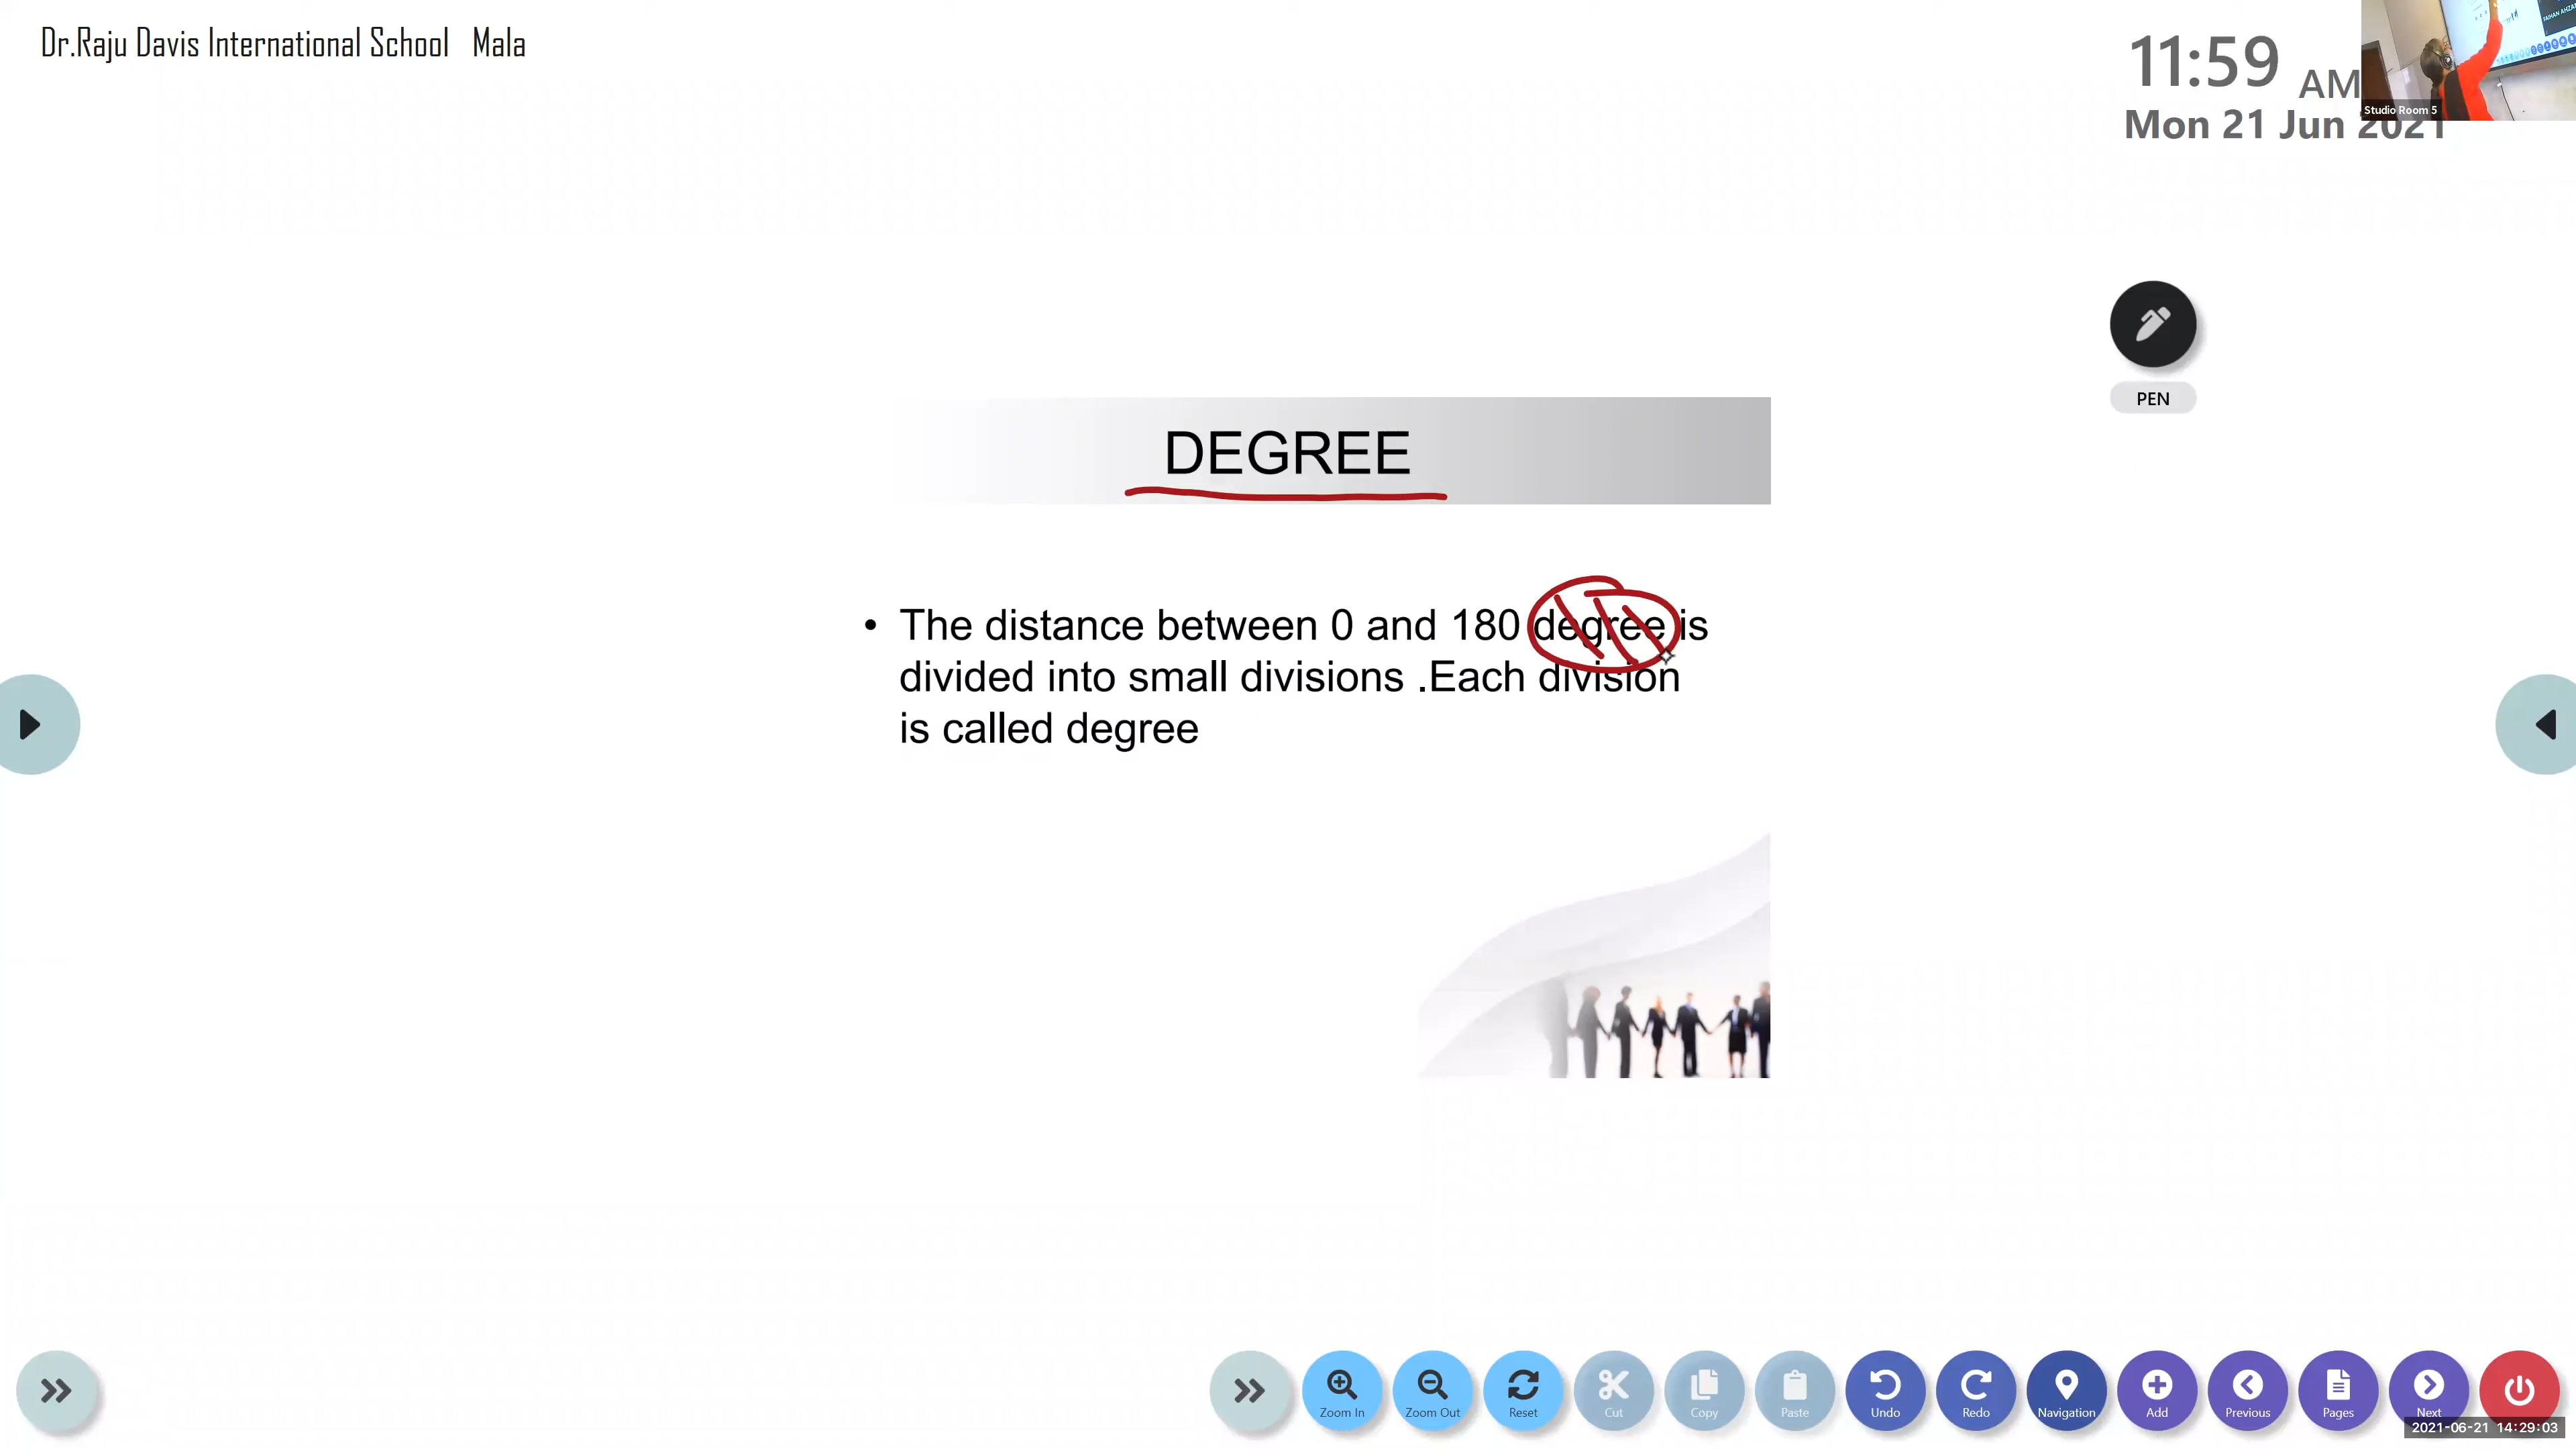 Dr.Raju Davis International School Mala
11:59 AM
Mon 21 Jun 2021
Studio Room 5
PEN
DEGREE
• The distance between 0 and 180 degree is
divided into small divisions .Each division
is called degree
Zoom In
Zoom Out
Reset
Cut
Copy
Paste
Undo
Redo
Navigation
Add
Previous
Pages
Next
2021-06-21 14:29:03